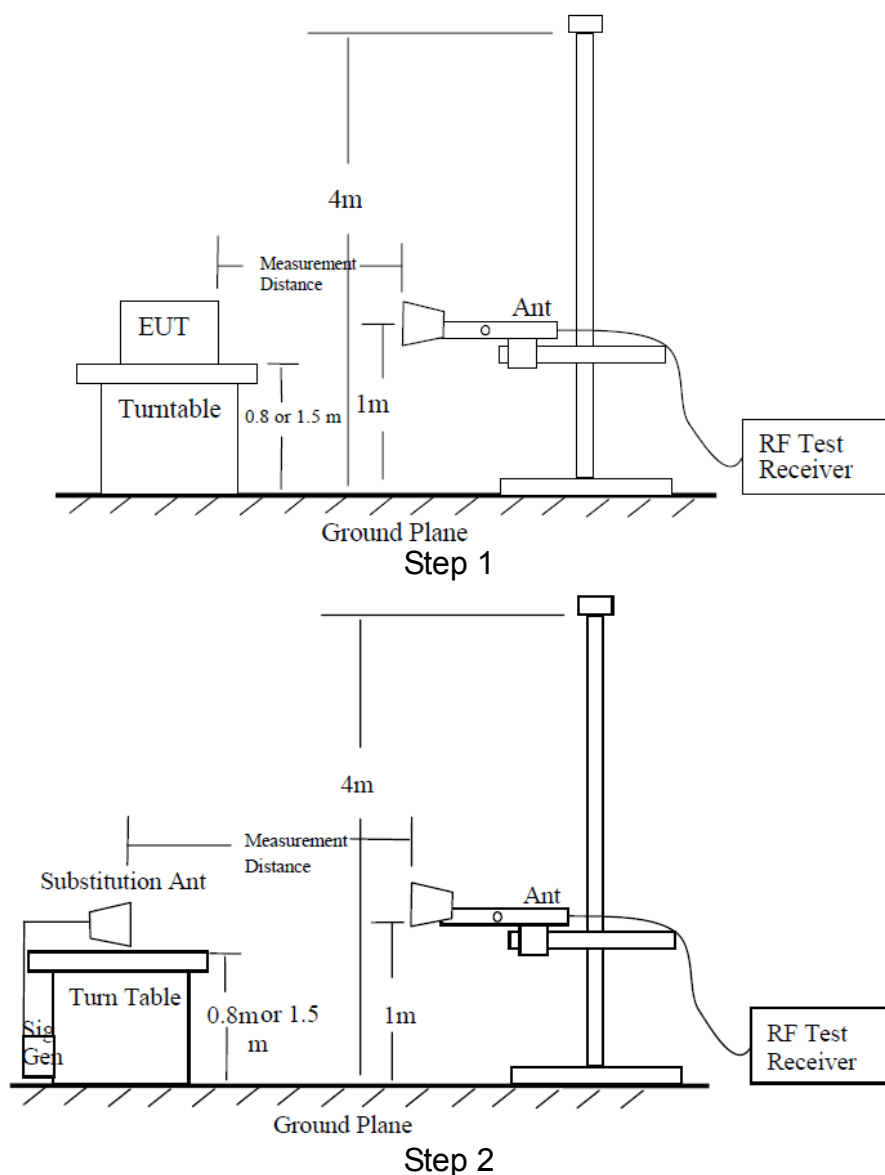 4m
Measurement
Distance
EUT
Ant
Turntable
0.8 or 1.5 m
1m
RF Test
Receiver
Ground Plane
Step 1
4m
Measurement
Distance
Substitution Ant
Ant
Turn Table
0.8m or 1.5
m
1m
Sig
Gen
RF Test
Receiver
Ground Plane
Step 2